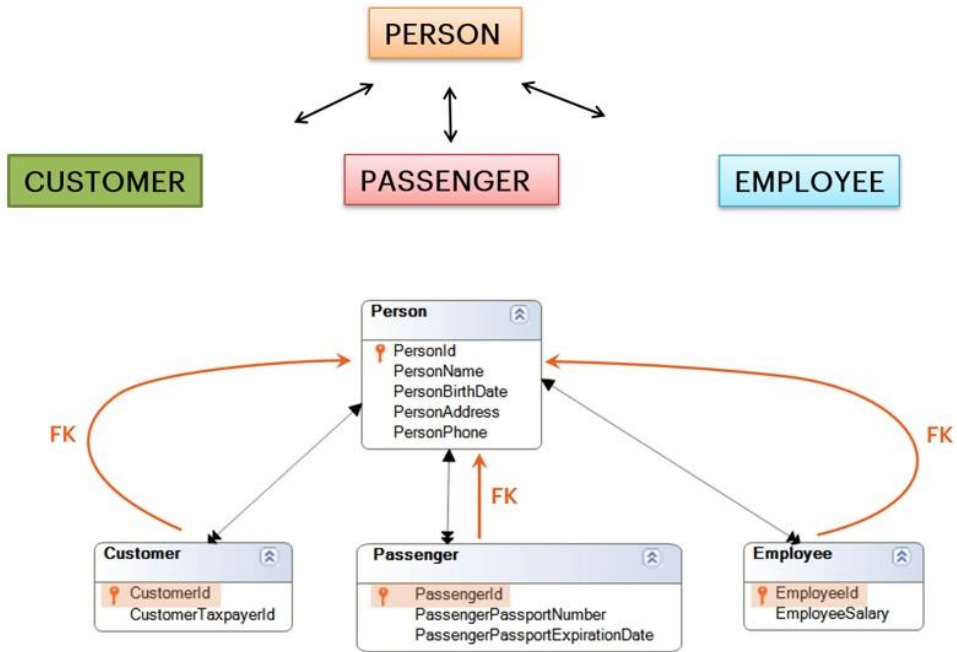 PERSON
CUSTOMER
PASSENGER
EMPLOYEE
Person
PersonId
PersonName
PersonBirthDate
PersonAddress
PersonPhone
FK
FK
FK
Customer
CustomerId
CustomerTaxpayerId
Passenger
PassengerId
PassengerPassportNumber
PassengerPassportExpirationDate
Employee
EmployeeId
EmployeeSalary